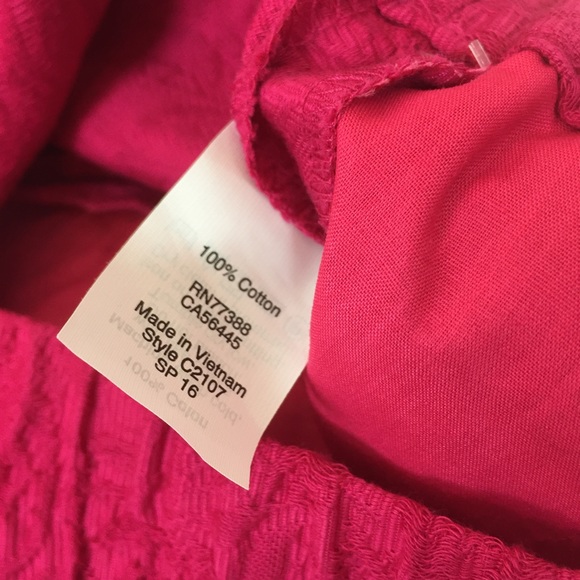 100% Cotton
RN77388
CA56445
Made in Vietnam
Style C2107
SP 16